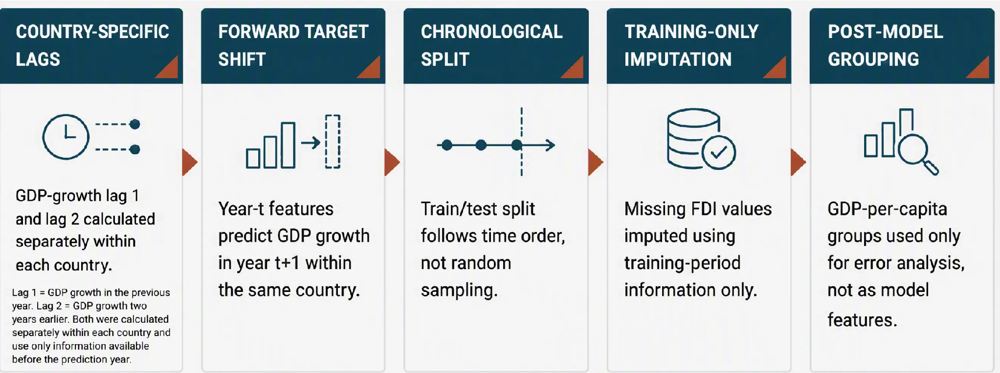 COUNTRY-SPECIFIC
LAGS
GDP-growth lag 1
and lag 2 calculated
separately within
each country.
Lag 1 = GDP growth in the previous
year. Lag 2 = GDP growth two
years earlier. Both were calculated
separately within each country and
use only information available
before the prediction year.
FORWARD TARGET
SHIFT
Year-t features
predict GDP growth
in year t+1 within
the same country.
CHRONOLOGICAL
SPLIT
Train/test split
follows time order,
not random
sampling.
TRAINING-ONLY
IMPUTATION
Missing FDI values
imputed using
training-period
information only.
POST-MODEL
GROUPING
GDP-per-capita
groups used only
for error analysis,
not as model
features.